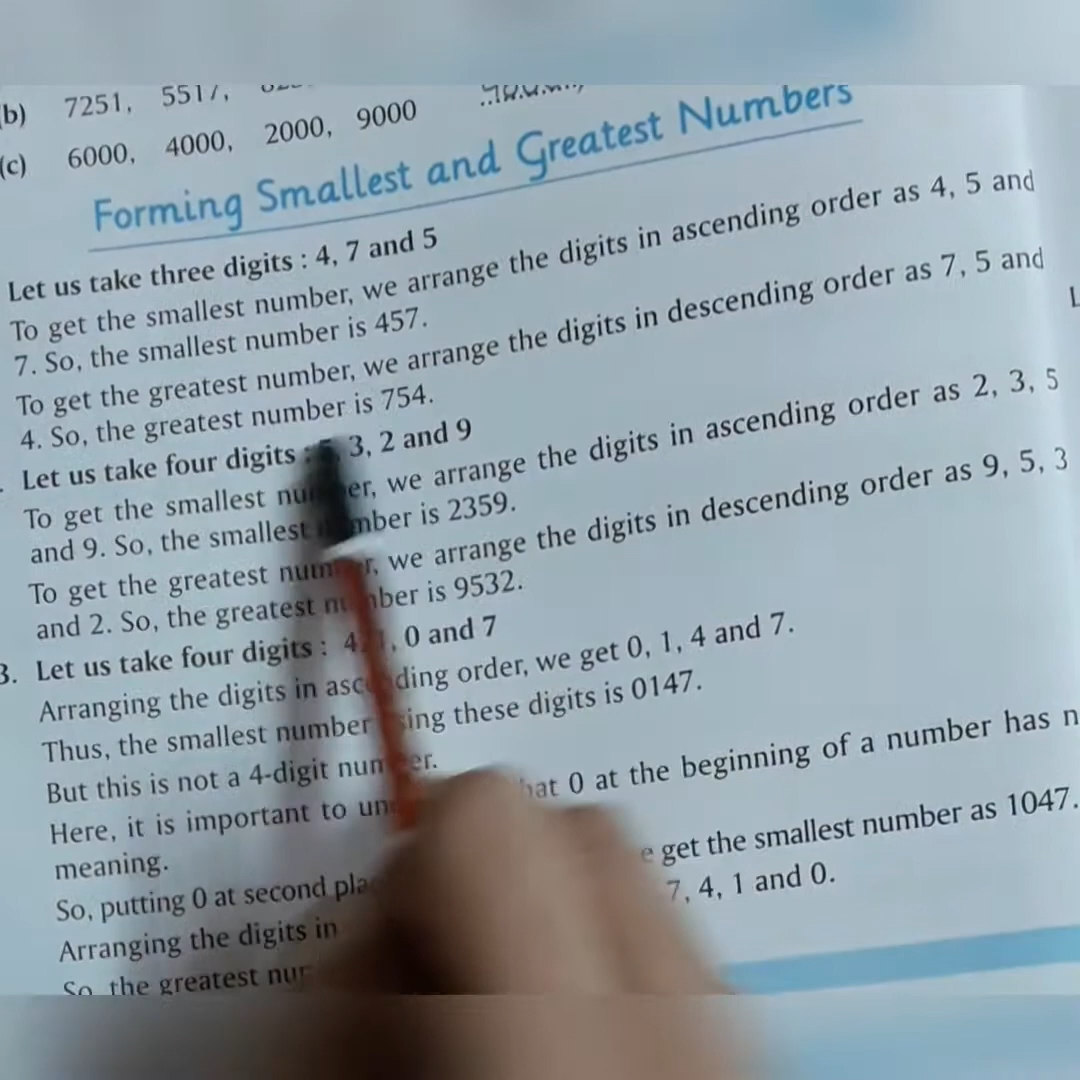 (b) 7251, 5517,
(c) 6000, 4000, 2000, 9000
Forming Smallest and Greatest Numbers
Let us take three digits : 4, 7 and 5
To get the smallest number, we arrange the digits in ascending order as 4, 5 and
7. So, the smallest number is 457.
To get the greatest number, we arrange the digits in descending order as 7, 5 and
4. So, the greatest number is 754.
Let us take four digits : 3, 2 and 9
To get the smallest number, we arrange the digits in ascending order as 2, 3, 5
and 9. So, the smallest number is 2359.
To get the greatest number, we arrange the digits in descending order as 9, 5, 3
and 2. So, the greatest number is 9532.
3. Let us take four digits : 4, 1, 0 and 7
Arranging the digits in ascending order, we get 0, 1, 4 and 7.
Thus, the smallest number using these digits is 0147.
But this is not a 4-digit number.
Here, it is important to that 0 at the beginning of a number has
meaning.
So, putting 0 at second get the smallest number as 1047.
Arranging the digits in 7, 4, 1 and 0.
So, the greatest